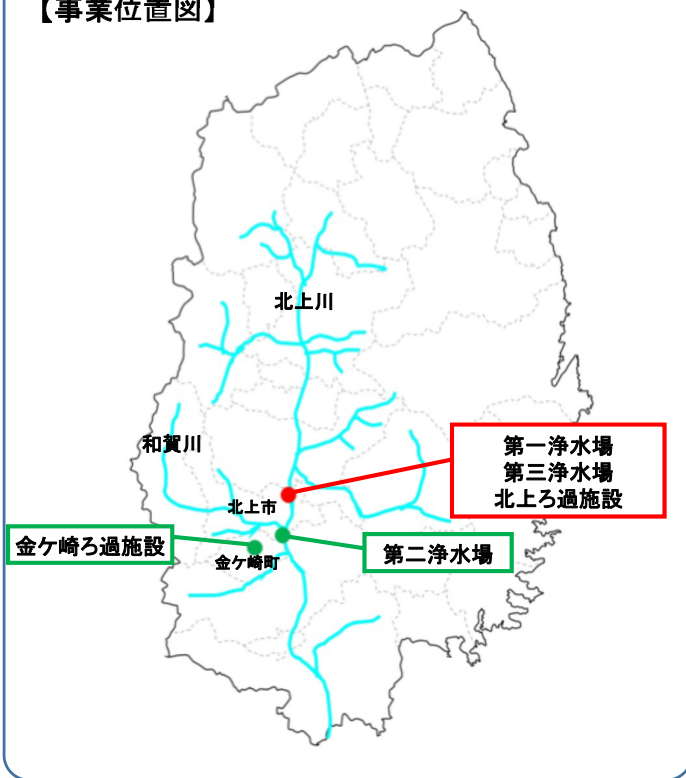 【事業位置図】
北上川
和賀川
第一浄水場
第三浄水場
北上ろ過施設
北上市
金ケ崎ろ過施設
第二浄水場
金ケ崎町